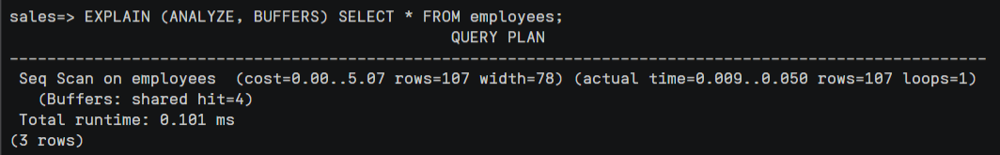 sales=> EXPLAIN (ANALYZE, BUFFERS) SELECT * FROM employees;
QUERY PLAN
--------------------------------------------------------------------------------------------------------
Seq Scan on employees  (cost=0.00..5.07 rows=107 width=78) (actual time=0.009..0.050 rows=107 loops=1)
(Buffers: shared hit=4)
Total runtime: 0.101 ms
(3 rows)